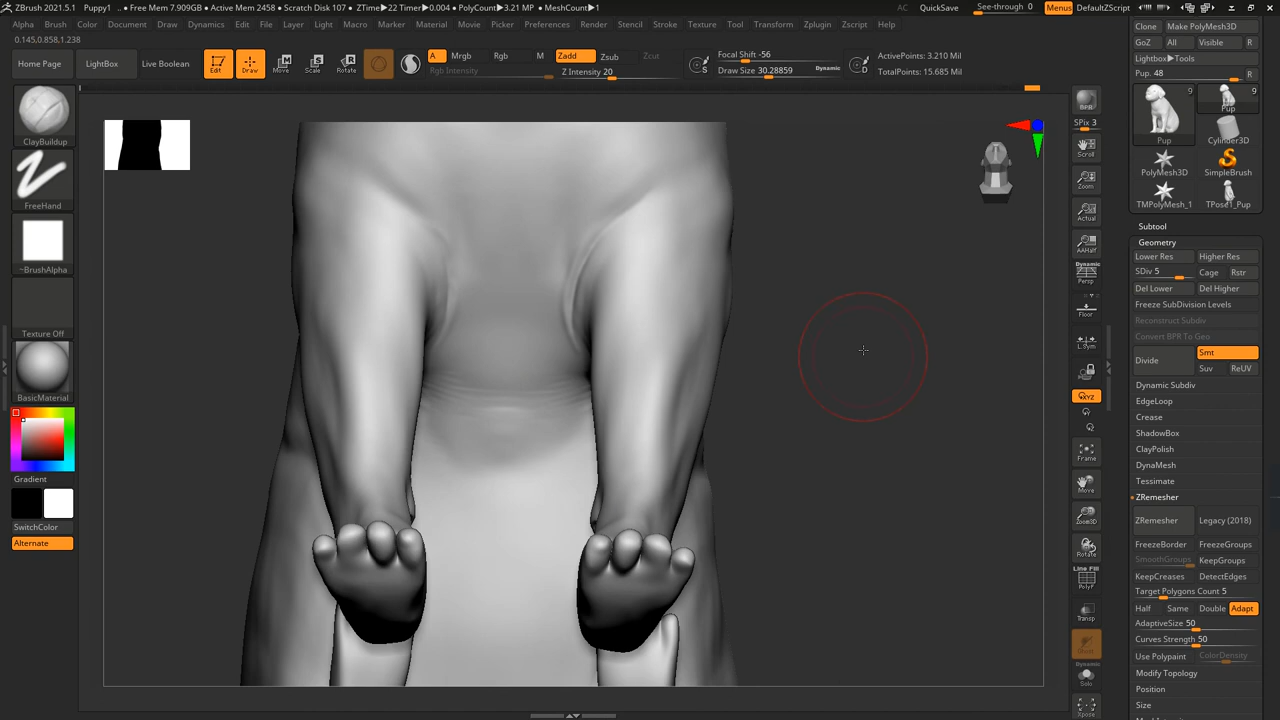 ZBrush 2021.5.1 Puppy1 .. • Free Mem 7.909GB • Active Mem 2458 • Scratch Disk 107 • ZTime▶22 Timer▶0.004 • PolyCount▶3.21 MP • MeshCount▶1 AC QuickSave See-through 0 Menus DefaultZScript
Alpha Brush Color Document Draw Dynamics Edit File Layer Light Macro Marker Material Movie Picker Preferences Render Stencil Stroke Texture Tool Transform Zplugin Zscript Help
0.145,0.858,1.238
Home Page
LightBox
Live Boolean
Edit
Draw
Move
Scale
Rotate
A Mrgb Rgb M
Rgb Intensity
Zadd Zsub Zcut
Z Intensity 20
S
Focal Shift -56
Draw Size 30.28859 Dynamic
D
ActivePoints: 3.210 Mil
TotalPoints: 15.685 Mil
ClayBuildup
FreeHand
~BrushAlpha
Texture Off
BasicMaterial
Gradient
SwitchColor
Alternate
BPR
SPix 3
Scroll
Zoom
Actual
AAHalf
Dynamic
Persp
Floor
L.Sym
XYZ
Frame
Move
Zoom3D
Rotate
Line Fill
PolyF
Transp
Ghost
Dynamic
Solo
Xpose
Clone Make PolyMesh3D
GoZ All Visible R
Lightbox▶Tools
Pup. 48 R
9 9
Pup Pup
Cylinder3D
PolyMesh3D SimpleBrush
TMPolyMesh_1 TPose1_Pup
Subtool
Geometry
Lower Res Higher Res
SDiv 5 Cage Rstr
Del Lower Del Higher
Freeze SubDivision Levels
Reconstruct Subdiv
Convert BPR To Geo
Divide Smt
Suv ReUV
Dynamic Subdiv
EdgeLoop
Crease
ShadowBox
ClayPolish
DynaMesh
Tessimate
ZRemesher
ZRemesher Legacy (2018)
FreezeBorder FreezeGroups
SmoothGroups KeepGroups
KeepCreases DetectEdges
Target Polygons Count 5
Half Same Double Adapt
AdaptiveSize 50
Curves Strength 50
Use Polypaint ColorDensity
Modify Topology
Position
Size